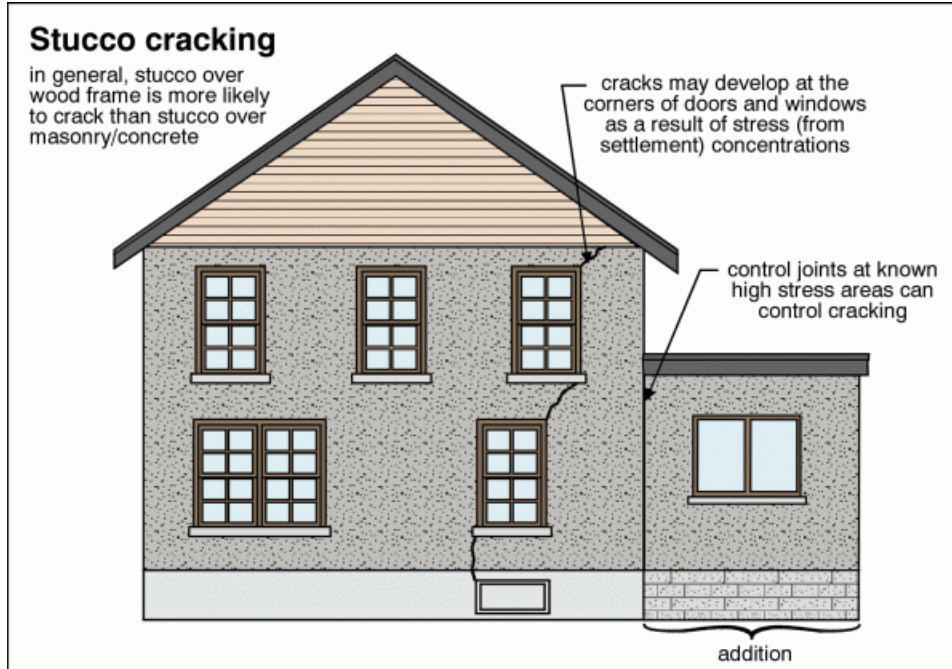 Stucco cracking
in general, stucco over
wood frame is more likely
to crack than stucco over
masonry/concrete
cracks may develop at the
corners of doors and windows
as a result of stress (from
settlement) concentrations
control joints at known
high stress areas can
control cracking
addition